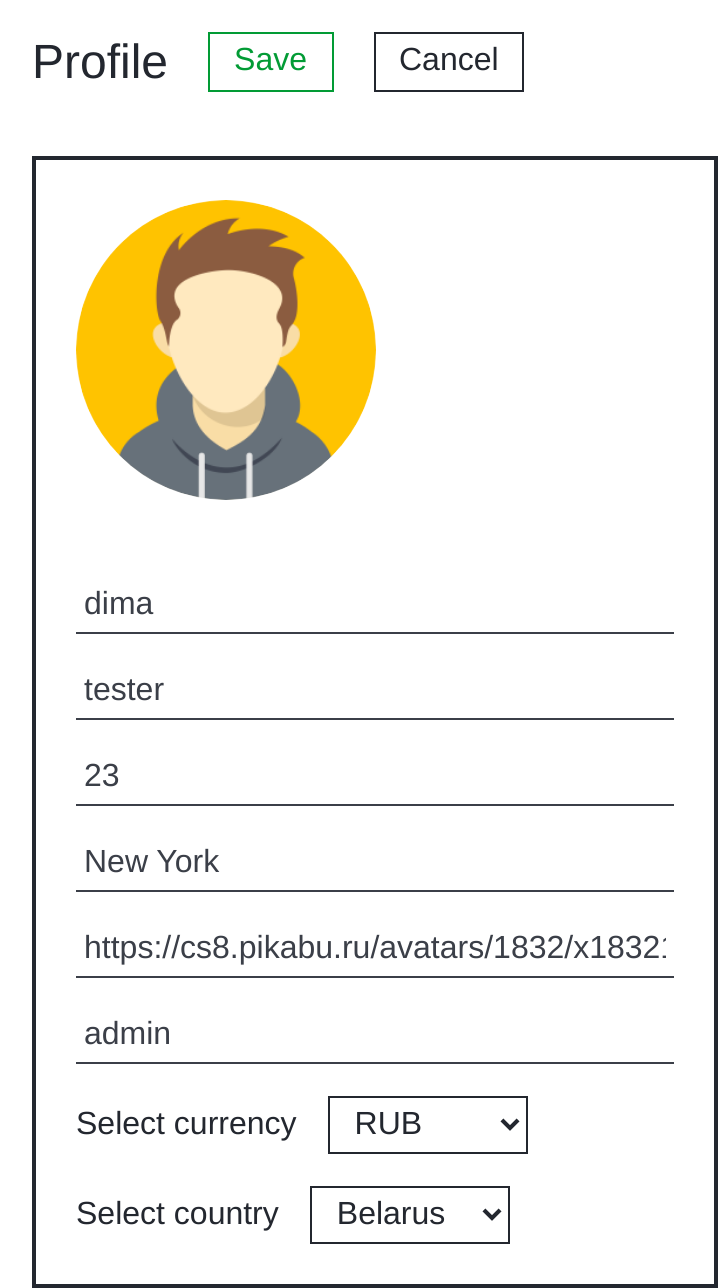 Profile Save Cancel
dima
tester
23
New York
https://cs8.pikabu.ru/avatars/1832/x1832
admin
Select currency RUB
Select country Belarus